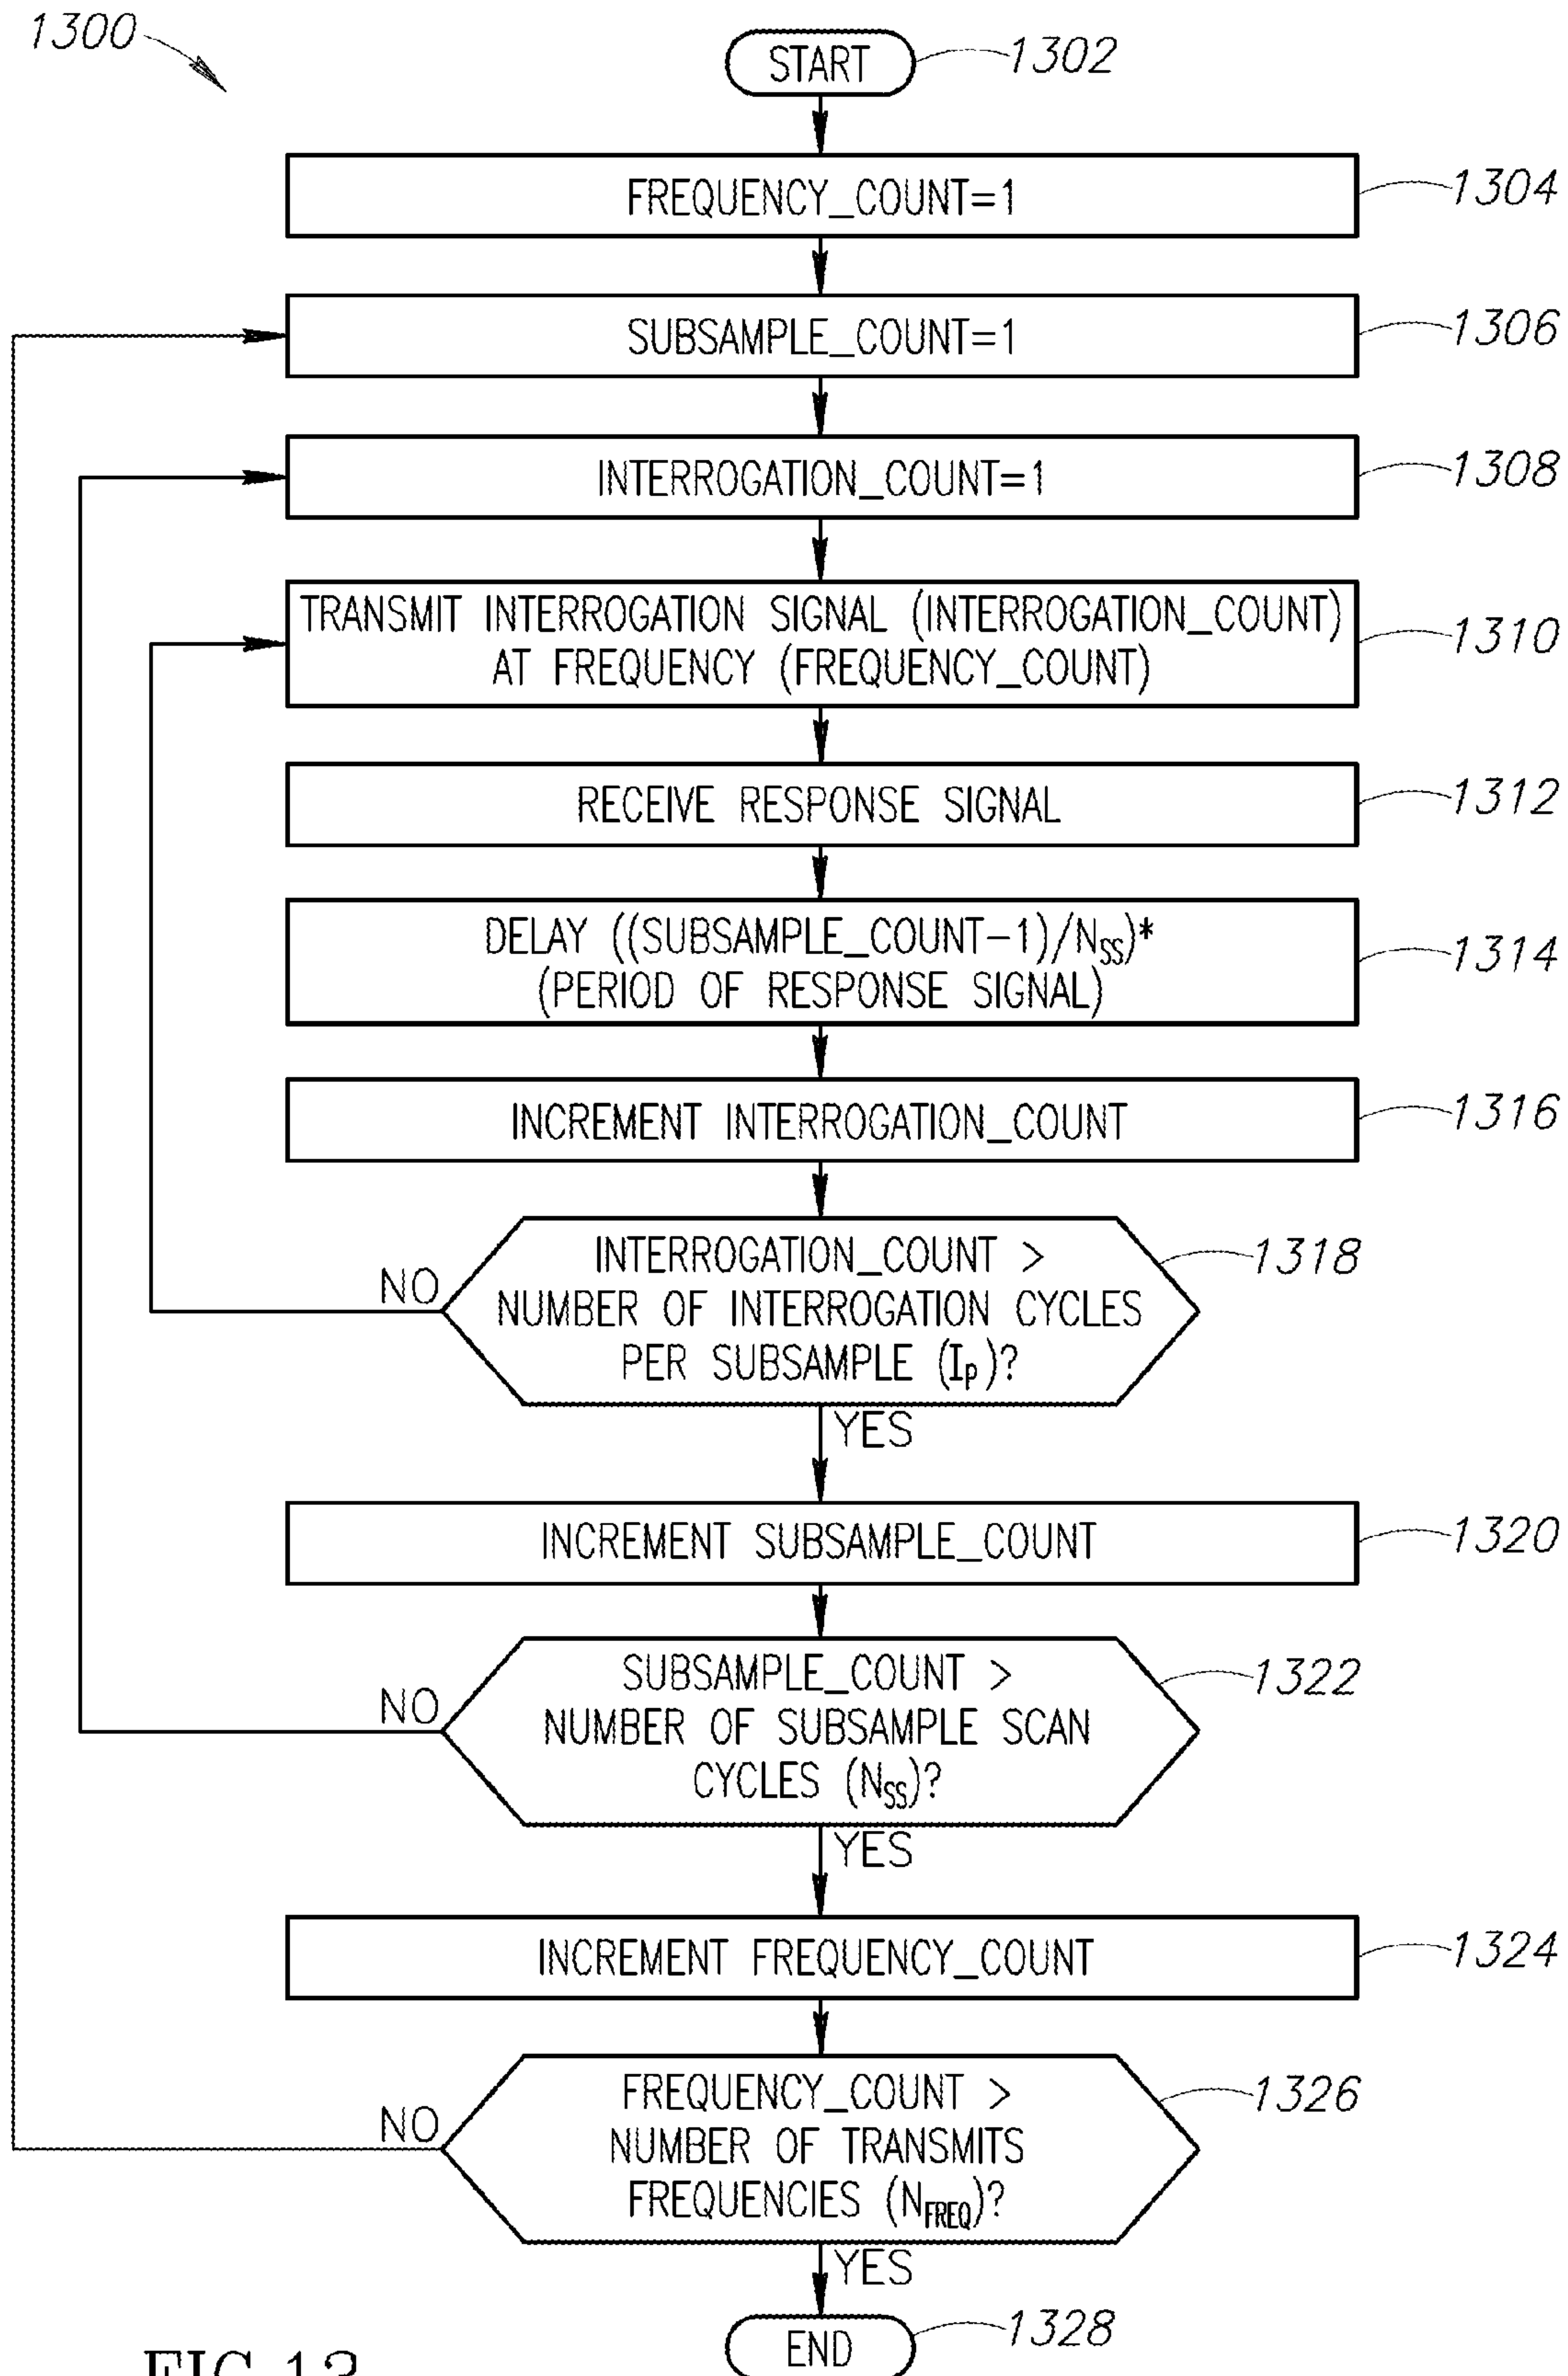 1300
START
1302
FREQUENCY_COUNT=1
1304
SUBSAMPLE_COUNT=1
1306
INTERROGATION_COUNT=1
1308
TRANSMIT INTERROGATION SIGNAL (INTERROGATION_COUNT)
AT FREQUENCY (FREQUENCY_COUNT)
1310
RECEIVE RESPONSE SIGNAL
1312
DELAY ((SUBSAMPLE_COUNT-1)/NSS)*
(PERIOD OF RESPONSE SIGNAL)
1314
INCREMENT INTERROGATION_COUNT
1316
INTERROGATION_COUNT >
NUMBER OF INTERROGATION CYCLES
PER SUBSAMPLE (Ip)?
1318
NO
YES
INCREMENT SUBSAMPLE_COUNT
1320
SUBSAMPLE_COUNT >
NUMBER OF SUBSAMPLE SCAN
CYCLES (NSS)?
1322
NO
YES
INCREMENT FREQUENCY_COUNT
1324
FREQUENCY_COUNT >
NUMBER OF TRANSMITS
FREQUENCIES (NFREQ)?
1326
NO
YES
END
1328
FIG.13